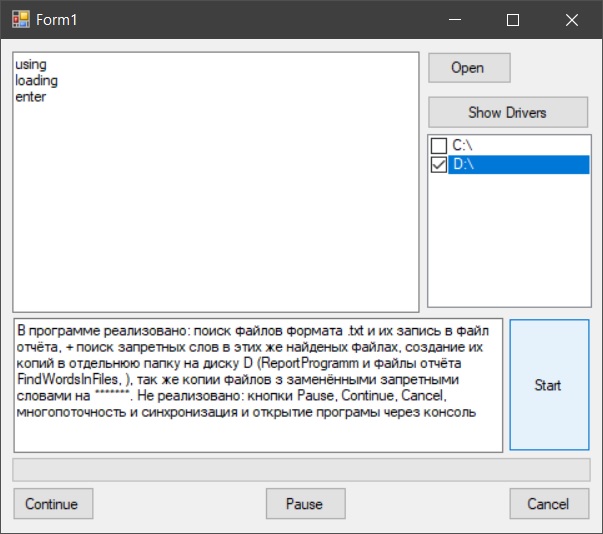 Form1
using
loading
enter
Open
Show Drivers
C:\
D:\
В программе реализовано: поиск файлов формата .txt и их запись в файл
отчёта, + поиск запретных слов в этих же найденых файлах, создание их
копий в отдельнюю папку на диску D (ReportProgramm и файлы отчёта
FindWordsInFiles, ), так же копии файлов з заменёнными запретными
словами на *******. Не реализовано: кнопки Pause, Continue, Cancel,
многопоточность и синхронизация и открытие програмы через консоль
Start
Continue
Pause
Cancel